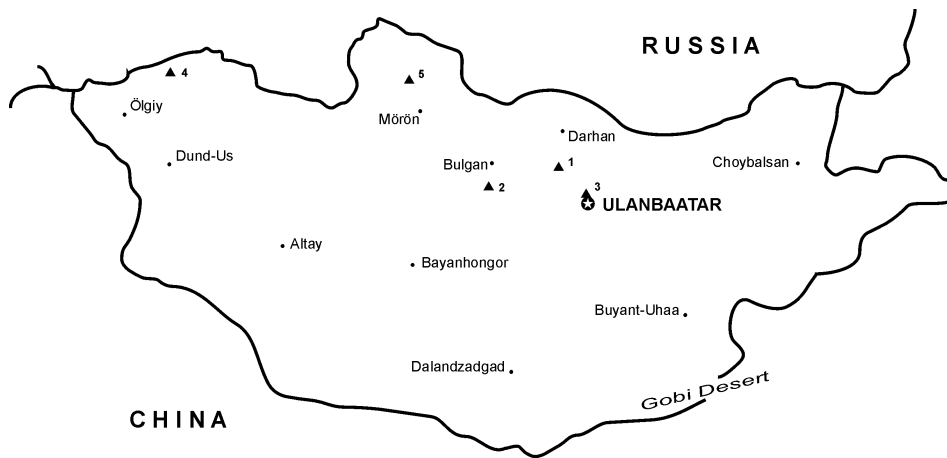 RUSSIA
4
5
Ölgiy
Mörön
Darhan
Dund-Us
Bulgan
1
Choybalsan
2
3
ULANBAATAR
Altay
Bayanhongor
Buyant-Uhaa
Dalandzadgad
Gobi Desert
CHINA